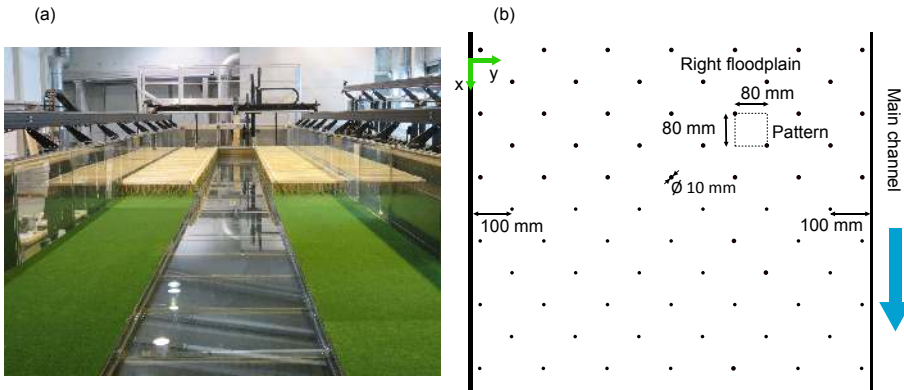 (a)
(b)
y
x
Right floodplain
80 mm
80 mm
Pattern
Ø 10 mm
100 mm
100 mm
Main channel